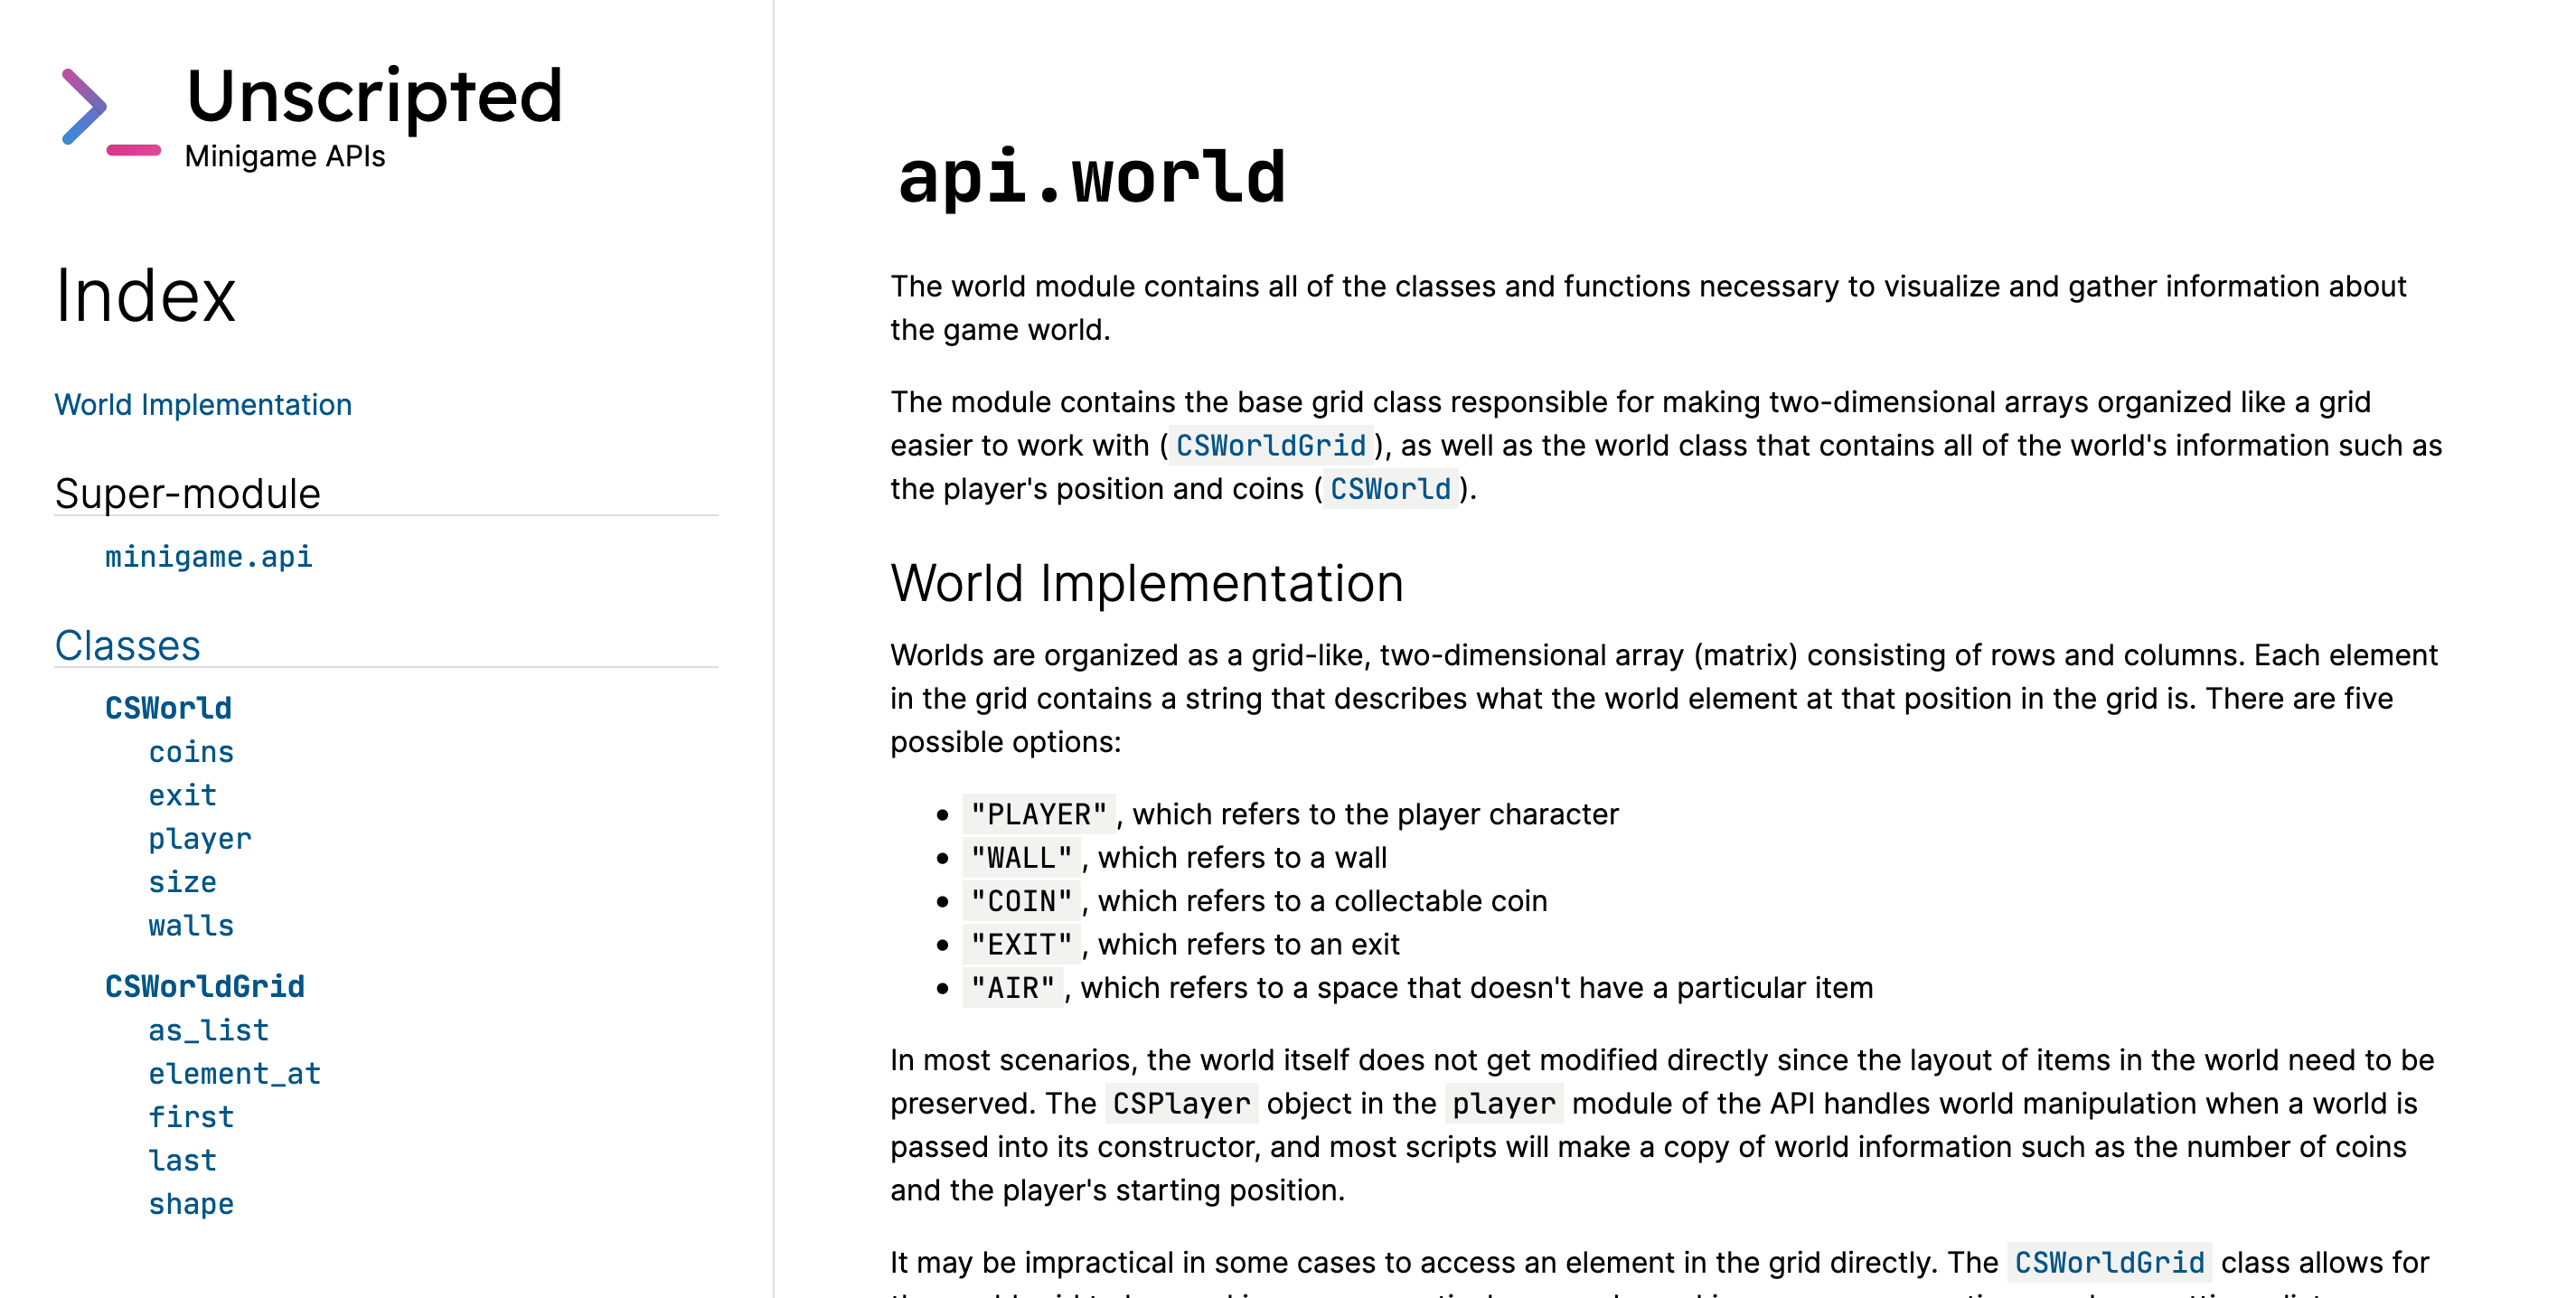 Unscripted
Minigame APIs
Index
World Implementation
Super-module
minigame.api
Classes
CSWorld
coins
exit
player
size
walls
CSWorldGrid
as_list
element_at
first
last
shape
api.world
The world module contains all of the classes and functions necessary to visualize and gather information about
the game world.
The module contains the base grid class responsible for making two-dimensional arrays organized like a grid
easier to work with (CSWorldGrid), as well as the world class that contains all of the world's information such as
the player's position and coins (CSWorld).
World Implementation
Worlds are organized as a grid-like, two-dimensional array (matrix) consisting of rows and columns. Each element
in the grid contains a string that describes what the world element at that position in the grid is. There are five
possible options:
• "PLAYER", which refers to the player character
• "WALL", which refers to a wall
• "COIN", which refers to a collectable coin
• "EXIT", which refers to an exit
• "AIR", which refers to a space that doesn't have a particular item
In most scenarios, the world itself does not get modified directly since the layout of items in the world need to be
preserved. The CSPlayer object in the player module of the API handles world manipulation when a world is
passed into its constructor, and most scripts will make a copy of world information such as the number of coins
and the player's starting position.
It may be impractical in some cases to access an element in the grid directly. The CSWorldGrid class allows for